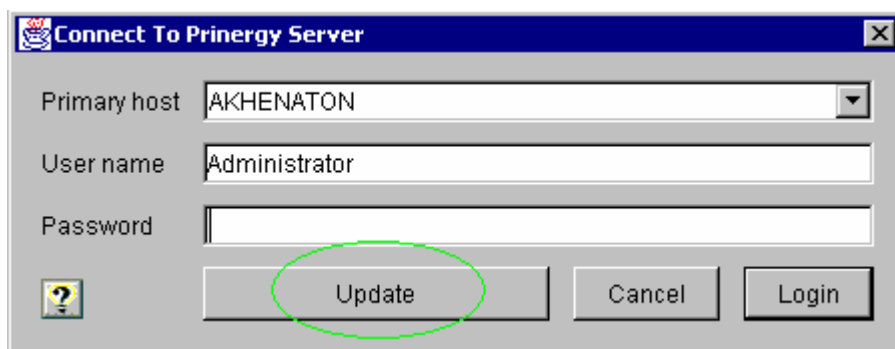 Connect To Prinergy Server
Primary host AKHENATON
User name Administrator
Password
? Update Cancel Login